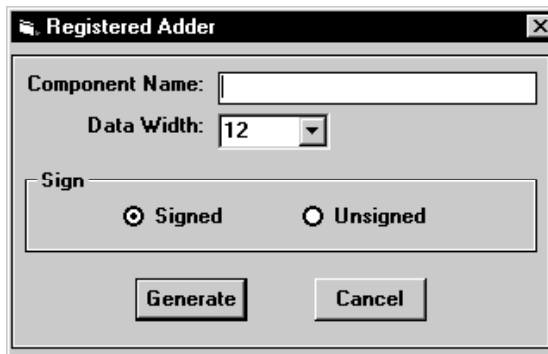 Registered Adder
Component Name:
Data Width: 12
Sign
Signed Unsigned
Generate Cancel